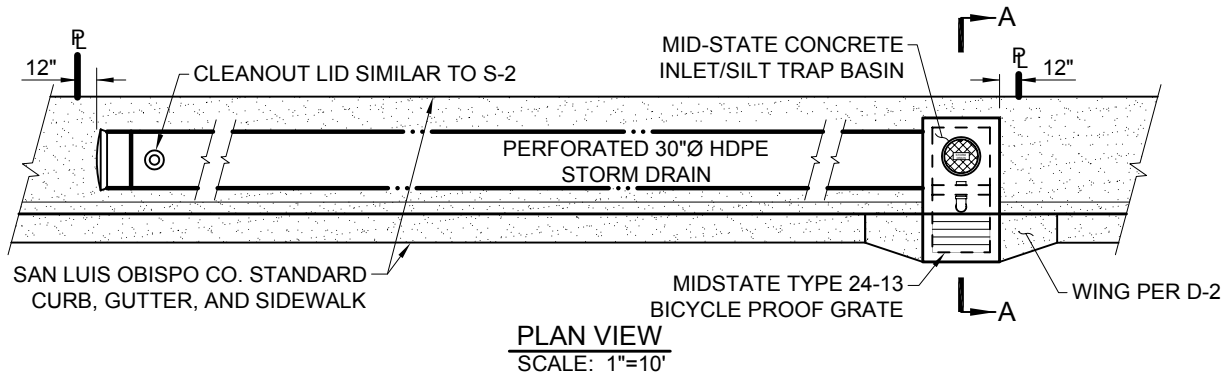 A
℄
12"
CLEANOUT LID SIMILAR TO S-2
MID-STATE CONCRETE
INLET/SILT TRAP BASIN
℄
12"
PERFORATED 30"Ø HDPE
STORM DRAIN
SAN LUIS OBISPO CO. STANDARD
CURB, GUTTER, AND SIDEWALK
MIDSTATE TYPE 24-13
BICYCLE PROOF GRATE
WING PER D-2
A
PLAN VIEW
SCALE: 1"=10'